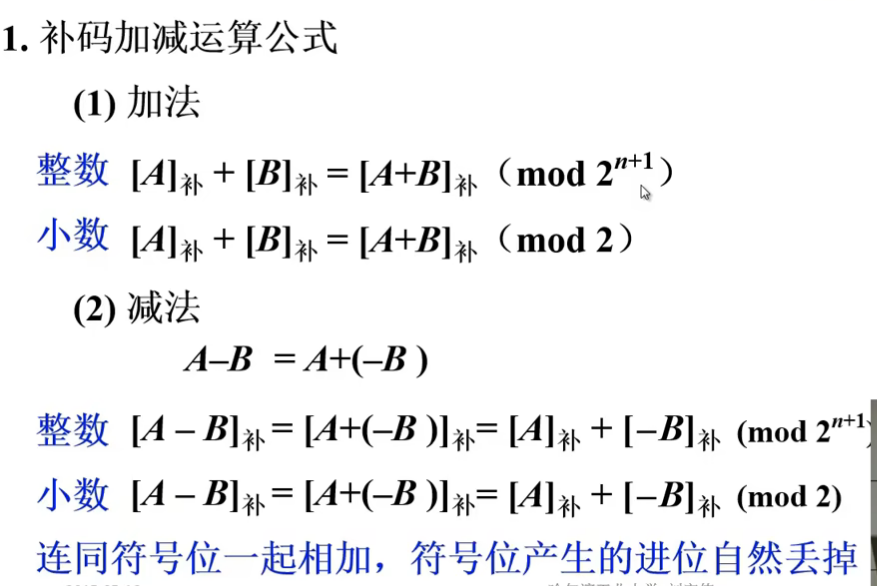 1. 补码加减运算公式
(1) 加法
整数 [A]补 + [B]补 = [A+B]补（mod 2ⁿ⁺¹）
小数 [A]补 + [B]补 = [A+B]补（mod 2）
(2) 减法
A–B = A+(–B )
整数 [A – B]补 = [A+(–B )]补= [A]补 + [–B]补 (mod 2ⁿ⁺¹)
小数 [A – B]补 = [A+(–B )]补= [A]补 + [–B]补 (mod 2)
连同符号位一起相加，符号位产生的进位自然丢掉